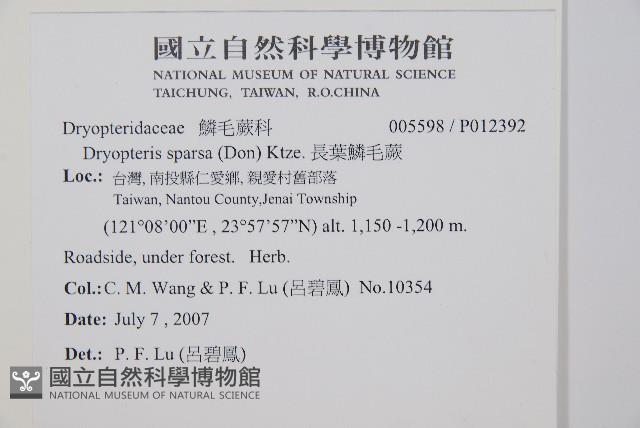 國立自然科學博物館
NATIONAL MUSEUM OF NATURAL SCIENCE
TAICHUNG, TAIWAN, R.O.CHINA
Dryopteridaceae 鱗毛蕨科 005598 / P012392
Dryopteris sparsa (Don) Ktze. 長葉鱗毛蕨
Loc.: 台灣, 南投縣仁愛鄉, 親愛村舊部落
Taiwan, Nantou County,Jenai Township
(121°08'00”E , 23°57'57”N) alt. 1,150 -1,200 m.
Roadside, under forest. Herb.
Col.: C. M. Wang & P. F. Lu (呂碧鳳) No.10354
Date: July 7 , 2007
Det.: P. F. Lu (呂碧鳳)
國立自然科學博物館
NATIONAL MUSEUM OF NATURAL SCIENCE